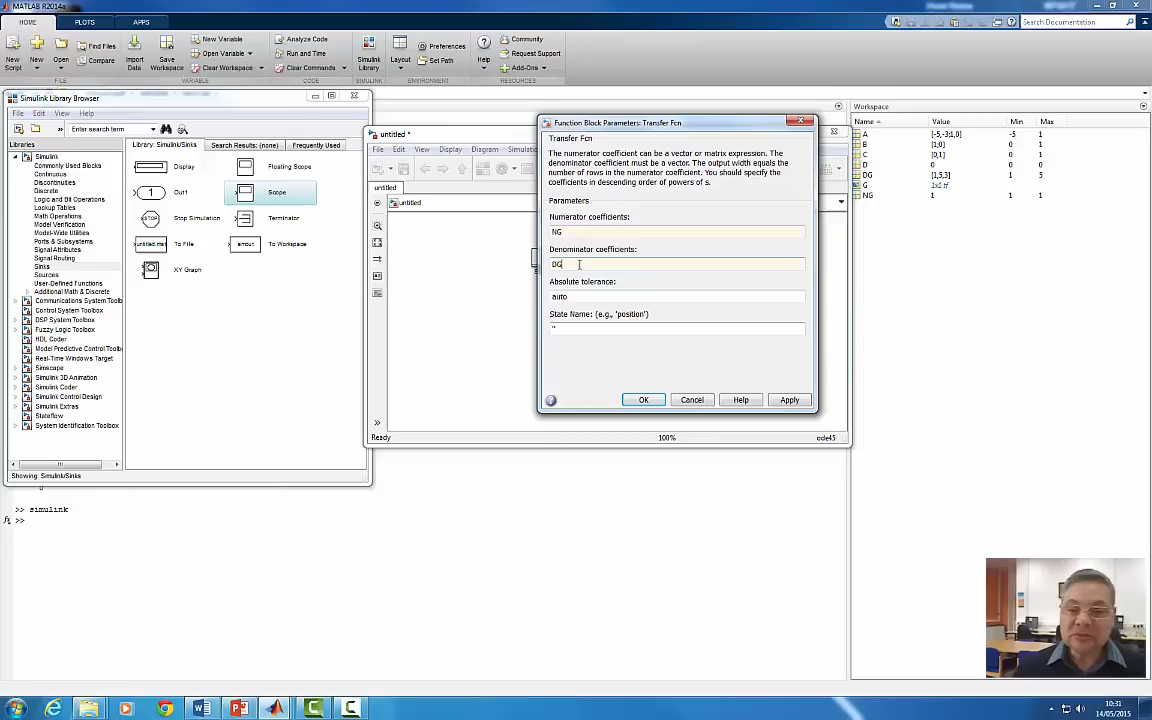 MATLAB R2014a
HOME
PLOTS
APPS
Search Documentation
New Script
New
Open
Find Files
Compare
Import Data
Save Workspace
New Variable
Open Variable
Clear Workspace
Analyze Code
Run and Time
Clear Commands
Simulink Library
Layout
Preferences
Set Path
Help
Community
Request Support
Add-Ons
FILE
VARIABLE
CODE
SIMULINK
ENVIRONMENT
RESOURCES
Simulink Library Browser
File Edit View Help
Enter search term
Libraries
Library: Simulink/Sinks
Search Results: (none)
Frequently Used
Simulink
Commonly Used Blocks
Continuous
Discontinuities
Discrete
Logic and Bit Operations
Lookup Tables
Math Operations
Model Verification
Model-Wide Utilities
Ports & Subsystems
Signal Attributes
Signal Routing
Sinks
Sources
User-Defined Functions
Additional Math & Discrete
Communications System Toolb
Control System Toolbox
DSP System Toolbox
Fuzzy Logic Toolbox
HDL Coder
Model Predictive Control Toolb
Real-Time Windows Target
Simscape
Simulink 3D Animation
Simulink Coder
Simulink Control Design
Simulink Extras
Stateflow
System Identification Toolbox
Display
Floating Scope
1
Out1
Scope
STOP
Stop Simulation
Terminator
untitled.mat
To File
simout
To Workspace
XY Graph
Showing: Simulink/Sinks
>> simulink
fx >>
untitled *
File Edit View Display Diagram Simulation
untitled
untitled
Ready
100%
ode45
Function Block Parameters: Transfer Fcn
Transfer Fcn
The numerator coefficient can be a vector or matrix expression. The
denominator coefficient must be a vector. The output width equals the
number of rows in the numerator coefficient. You should specify the
coefficients in descending order of powers of s.
Parameters
Numerator coefficients:
NG
Denominator coefficients:
DG
Absolute tolerance:
auto
State Name: (e.g., 'position')
''
OK
Cancel
Help
Apply
Workspace
Name Value Min Max
A [-5,-3;1,0] -5 1
B [1;0] 0 1
C [0,1] 0 1
D 0 0 0
DG [1,5,3] 1 5
G 1x1 tf
NG 1 1 1
10:31
14/05/2015